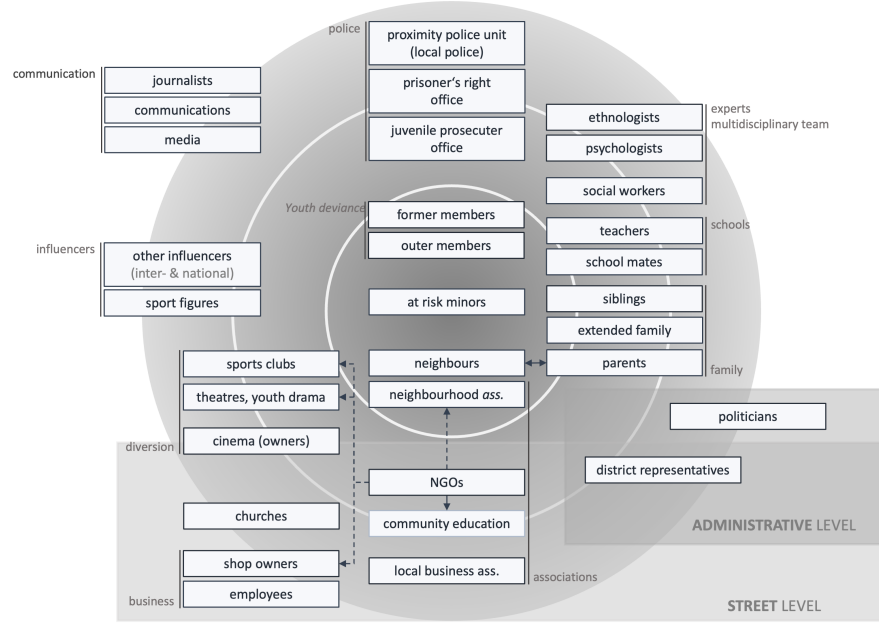 police
proximity police unit
(local police)
prisoner's right
office
juvenile prosecuter
office
communication
journalists
communications
media
ethnologists
psychologists
social workers
experts
multidisciplinary team
Youth deviance
former members
outer members
teachers
school mates
schools
influencers
other influencers
(inter- & national)
sport figures
at risk minors
siblings
extended family
parents
family
neighbours
neighbourhood ass.
sports clubs
theatres, youth drama
cinema (owners)
diversion
politicians
district representatives
ADMINISTRATIVE LEVEL
NGOs
community education
local business ass.
associations
churches
shop owners
employees
business
STREET LEVEL